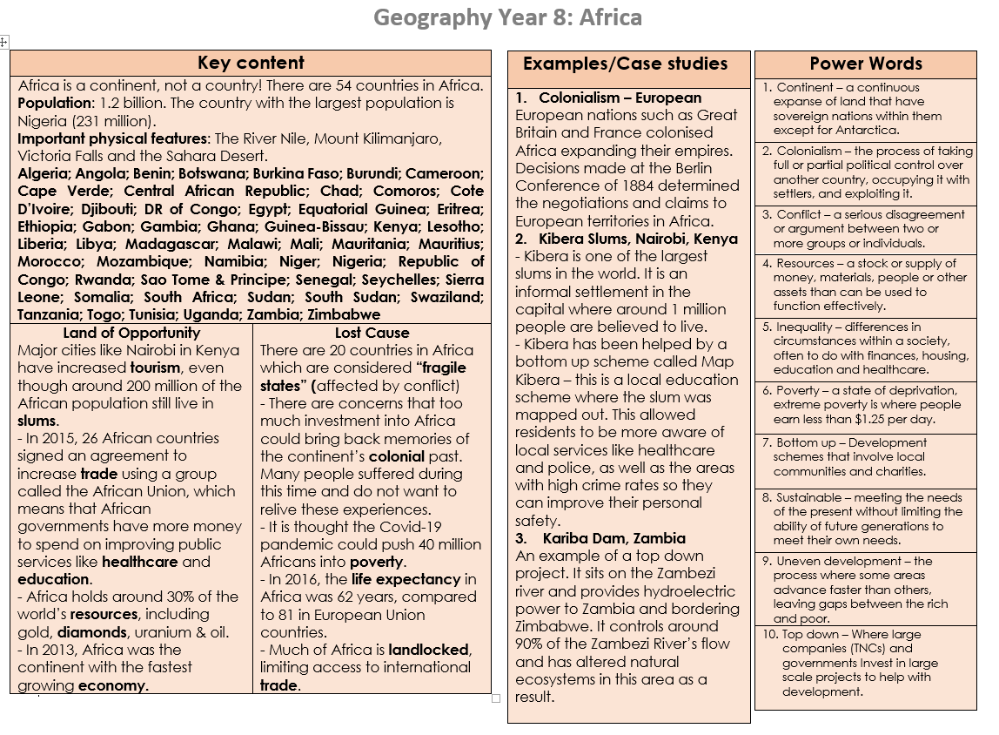 Geography Year 8: Africa
Key content
Africa is a continent, not a country! There are 54 countries in Africa.
Population: 1.2 billion. The country with the largest population is
Nigeria (231 million).
Important physical features: The River Nile, Mount Kilimanjaro,
Victoria Falls and the Sahara Desert.
Algeria; Angola; Benin; Botswana; Burkina Faso; Burundi; Cameroon;
Cape Verde; Central African Republic; Chad; Comoros; Cote
D'Ivoire; Djibouti; DR of Congo; Egypt; Equatorial Guinea; Eritrea;
Ethiopia; Gabon; Gambia; Ghana; Guinea-Bissau; Kenya; Lesotho;
Liberia; Libya; Madagascar; Malawi; Mali; Mauritania; Mauritius;
Morocco; Mozambique; Namibia; Niger; Nigeria; Republic of
Congo; Rwanda; Sao Tome & Principe; Senegal; Seychelles; Sierra
Leone; Somalia; South Africa; Sudan; South Sudan; Swaziland;
Tanzania; Togo; Tunisia; Uganda; Zambia; Zimbabwe
Land of Opportunity
Major cities like Nairobi in Kenya
have increased tourism, even
though around 200 million of the
African population still live in
slums.
- In 2015, 26 African countries
signed an agreement to
increase trade using a group
called the African Union, which
means that African
governments have more money
to spend on improving public
services like healthcare and
education.
- Africa holds around 30% of the
world's resources, including
gold, diamonds, uranium & oil.
- In 2013, Africa was the
continent with the fastest
growing economy.
Lost Cause
There are 20 countries in Africa
which are considered "fragile
states" (affected by conflict)
- There are concerns that too
much investment into Africa
could bring back memories of
the continent's colonial past.
Many people suffered during
this time and do not want to
relive these experiences.
- It is thought the Covid-19
pandemic could push 40 million
Africans into poverty.
- In 2016, the life expectancy in
Africa was 62 years, compared
to 81 in European Union
countries.
- Much of Africa is landlocked,
limiting access to international
trade.
Examples/Case studies
1. Colonialism – European
European nations such as Great
Britain and France colonised
Africa expanding their empires.
Decisions made at the Berlin
Conference of 1884 determined
the negotiations and claims to
European territories in Africa.
2. Kibera Slums, Nairobi, Kenya
- Kibera is one of the largest
slums in the world. It is an
informal settlement in the
capital where around 1 million
people are believed to live.
- Kibera has been helped by a
bottom up scheme called Map
Kibera – this is a local education
scheme where the slum was
mapped out. This allowed
residents to be more aware of
local services like healthcare
and police, as well as the areas
with high crime rates so they
can improve their personal
safety.
3. Kariba Dam, Zambia
An example of a top down
project. It sits on the Zambezi
river and provides hydroelectric
power to Zambia and bordering
Zimbabwe. It controls around
90% of the Zambezi River's flow
and has altered natural
ecosystems in this area as a
result.
Power Words
1. Continent – a continuous
expanse of land that have
sovereign nations within them
except for Antarctica.
2. Colonialism – the process of taking
full or partial political control over
another country, occupying it with
settlers, and exploiting it.
3. Conflict – a serious disagreement
or argument between two or
more groups or individuals.
4. Resources – a stock or supply of
money, materials, people or other
assets than can be used to
function effectively.
5. Inequality – differences in
circumstances within a society,
often to do with finances, housing,
education and healthcare.
6. Poverty – a state of deprivation,
extreme poverty is where people
earn less than $1.25 per day.
7. Bottom up – Development
schemes that involve local
communities and charities.
8. Sustainable – meeting the needs
of the present without limiting the
ability of future generations to
meet their own needs.
9. Uneven development – the
process where some areas
advance faster than others,
leaving gaps between the rich
and poor.
10. Top down – Where large
companies (TNCs) and
governments invest in large
scale projects to help with
development.